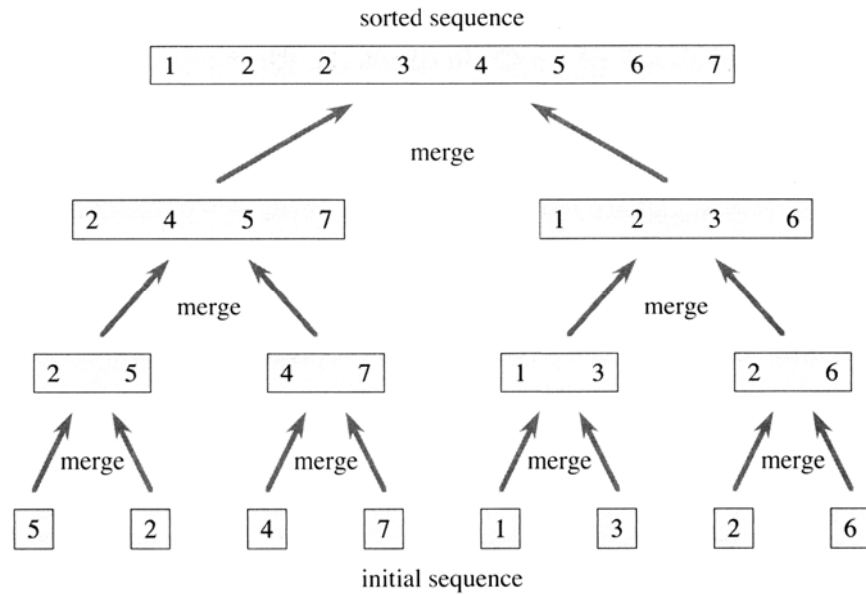 sorted sequence
1 2 2 3 4 5 6 7
merge
2 4 5 7
1 2 3 6
merge
merge
2 5
4 7
1 3
2 6
merge
merge
merge
merge
5
2
4
7
1
3
2
6
initial sequence